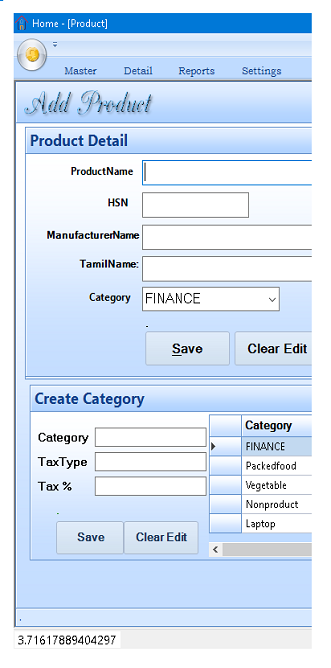 Home - [Product]
Master Detail Reports Settings
Add Product
Product Detail
ProductName
HSN
ManufacturerName
TamilName:
Category FINANCE
.
Save Clear Edit
Create Category
Category
TaxType
Tax %
.
Save Clear Edit
Category
FINANCE
Packedfood
Vegetable
Nonproduct
Laptop
.
3.71617889404297